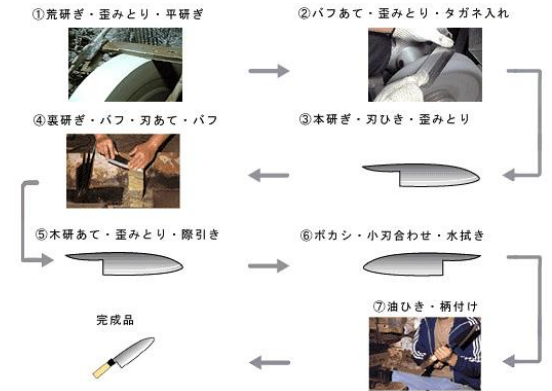 ①荒研ぎ・歪みとり・平研ぎ
②バフあて・歪みとり・タガネ入れ
③本研ぎ・刃ひき・歪みとり
④裏研ぎ・バフ・刃あて・バフ
⑤木研あて・歪みとり・際引き
⑥ボカシ・小刃合わせ・水拭き
⑦油ひき・柄付け
完成品